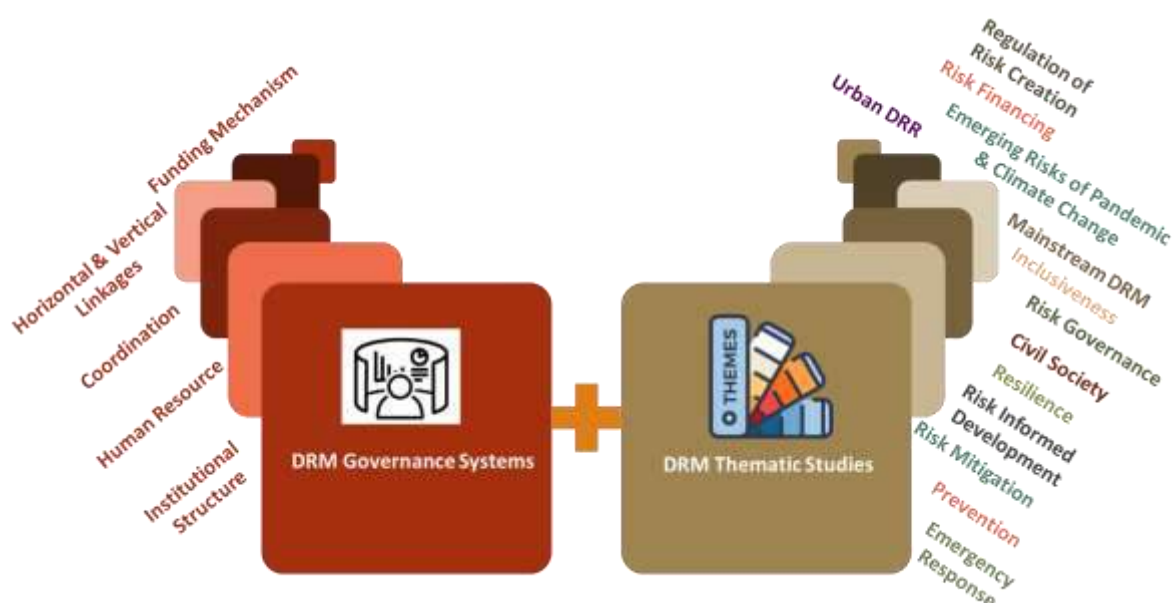 Funding Mechanism
Horizontal & Vertical
Linkages
Coordination
Human Resource
Institutional
Structure
DRM Governance Systems
THEMES
DRM Thematic Studies
Urban DRR
Regulation of
Risk Creation
Risk Financing
Emerging Risks of Pandemic
& Climate Change
Mainstream DRM
Inclusiveness
Risk Governance
Civil Society
Resilience
Risk Informed
Development
Risk Mitigation
Prevention
Emergency
Response